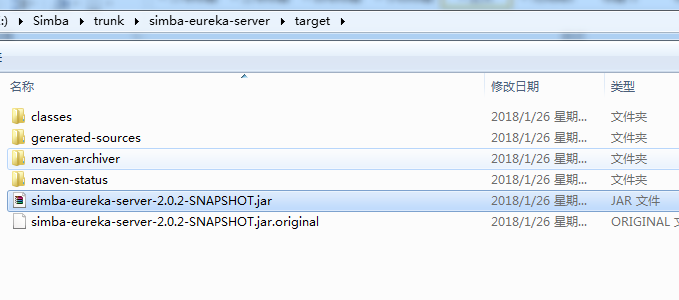 :) Simba trunk simba-eureka-server target
名称 修改日期 类型
classes 2018/1/26 星期... 文件夹
generated-sources 2018/1/26 星期... 文件夹
maven-archiver 2018/1/26 星期... 文件夹
maven-status 2018/1/26 星期... 文件夹
simba-eureka-server-2.0.2-SNAPSHOT.jar 2018/1/26 星期... JAR 文件
simba-eureka-server-2.0.2-SNAPSHOT.jar.original 2018/1/26 星期... ORIGINAL